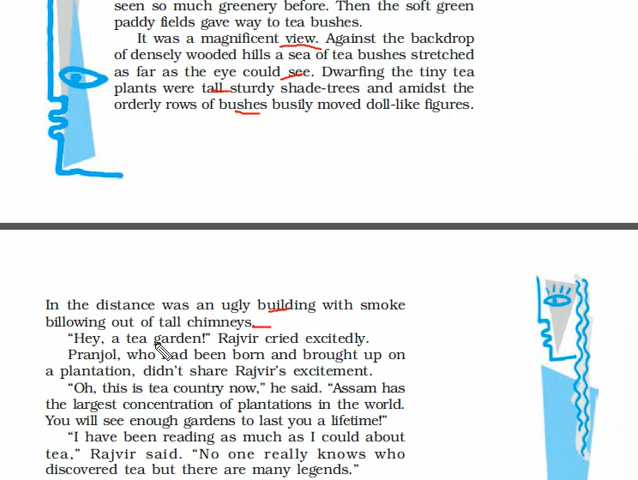 seen so much greenery before. Then the soft green
paddy fields gave way to tea bushes.
It was a magnificent view. Against the backdrop
of densely wooded hills a sea of tea bushes stretched
as far as the eye could see. Dwarfing the tiny tea
plants were tall sturdy shade-trees and amidst the
orderly rows of bushes busily moved doll-like figures.
In the distance was an ugly building with smoke
billowing out of tall chimneys.
“Hey, a tea garden!” Rajvir cried excitedly.
Pranjol, who had been born and brought up on
a plantation, didn’t share Rajvir’s excitement.
“Oh, this is tea country now,” he said. “Assam has
the largest concentration of plantations in the world.
You will see enough gardens to last you a lifetime!”
“I have been reading as much as I could about
tea,” Rajvir said. “No one really knows who
discovered tea but there are many legends.”